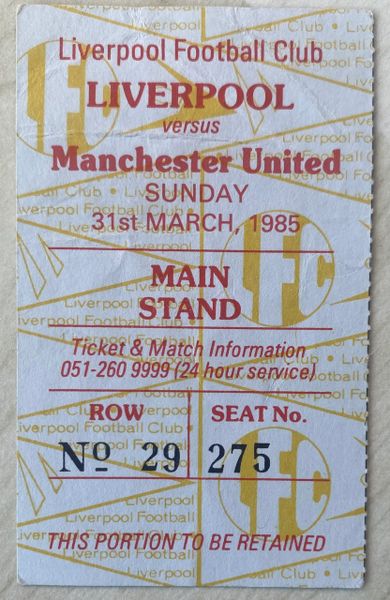 Liverpool Football Club
LIVERPOOL
versus
Manchester United
SUNDAY
31st MARCH, 1985
MAIN
STAND
Ticket & Match Information
051-260 9999 (24 hour service)
ROW SEAT No.
Nº 29 275
THIS PORTION TO BE RETAINED